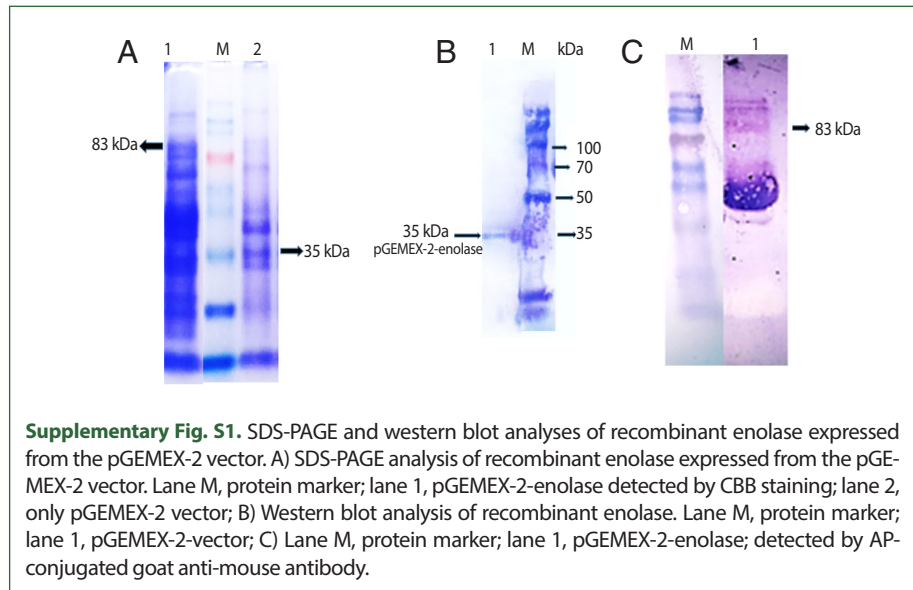 A
1 M 2
83 kDa
35 kDa
B
1 M kDa
100
70
50
35 kDa
35
pGEMEX-2-enolase
C
M 1
83 kDa
Supplementary Fig. S1. SDS-PAGE and western blot analyses of recombinant enolase expressed
from the pGEMEX-2 vector. A) SDS-PAGE analysis of recombinant enolase expressed from the pGE-
MEX-2 vector. Lane M, protein marker; lane 1, pGEMEX-2-enolase detected by CBB staining; lane 2,
only pGEMEX-2 vector; B) Western blot analysis of recombinant enolase. Lane M, protein marker;
lane 1, pGEMEX-2-vector; C) Lane M, protein marker; lane 1, pGEMEX-2-enolase; detected by AP-
conjugated goat anti-mouse antibody.